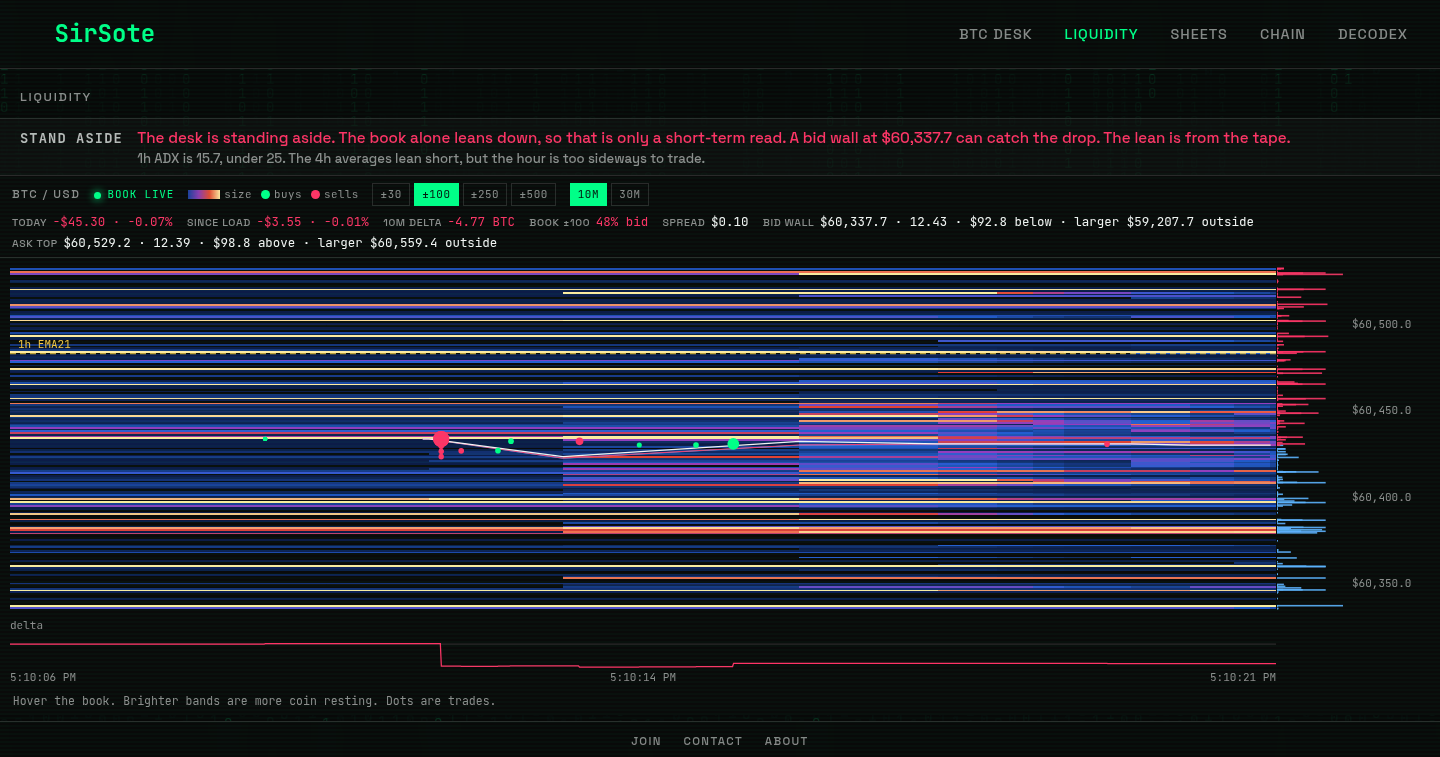 SirSote
BTC DESK LIQUIDITY SHEETS CHAIN DECODEX
LIQUIDITY
STAND ASIDE The desk is standing aside. The book alone leans down, so that is only a short-term read. A bid wall at $60,337.7 can catch the drop. The lean is from the tape.
1h ADX is 15.7, under 25. The 4h averages lean short, but the hour is too sideways to trade.
BTC / USD BOOK LIVE size buys sells ±30 ±100 ±250 ±500 10M 30M
TODAY -$45.30 · -0.07% SINCE LOAD -$3.55 · -0.01% 10M DELTA -4.77 BTC BOOK ±100 48% bid SPREAD $0.10 BID WALL $60,337.7 · 12.43 · $92.8 below · larger $59,207.7 outside
ASK TOP $60,529.2 · 12.39 · $98.8 above · larger $60,559.4 outside
$60,500.0
1h EMA21
$60,450.0
$60,400.0
$60,350.0
delta
5:10:06 PM 5:10:14 PM 5:10:21 PM
Hover the book. Brighter bands are more coin resting. Dots are trades.
JOIN CONTACT ABOUT